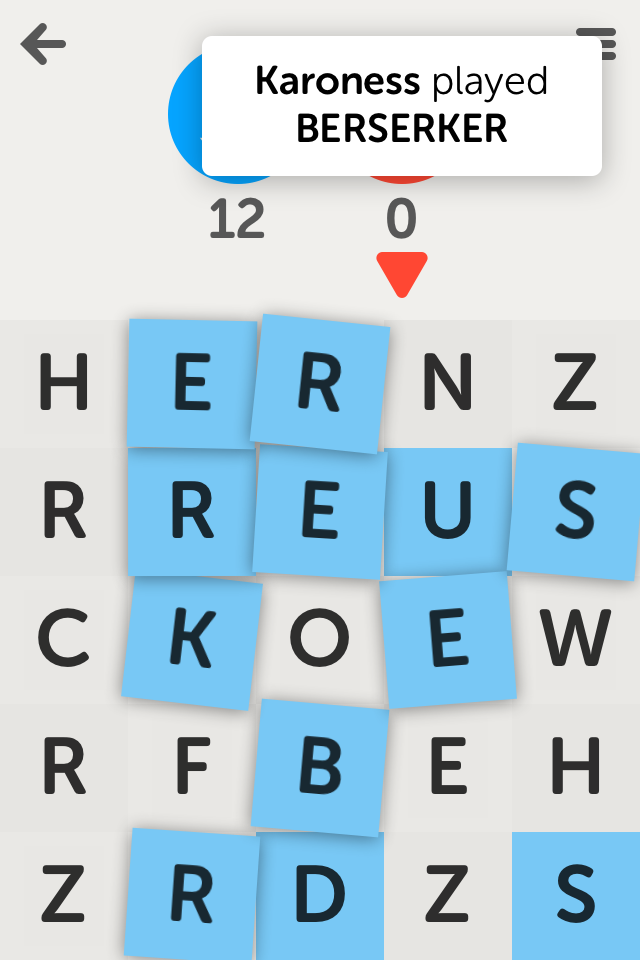 Karoness played
BERSERKER
12 0
H E R N Z
R R E U S
C K O E W
R F B E H
Z R D Z S